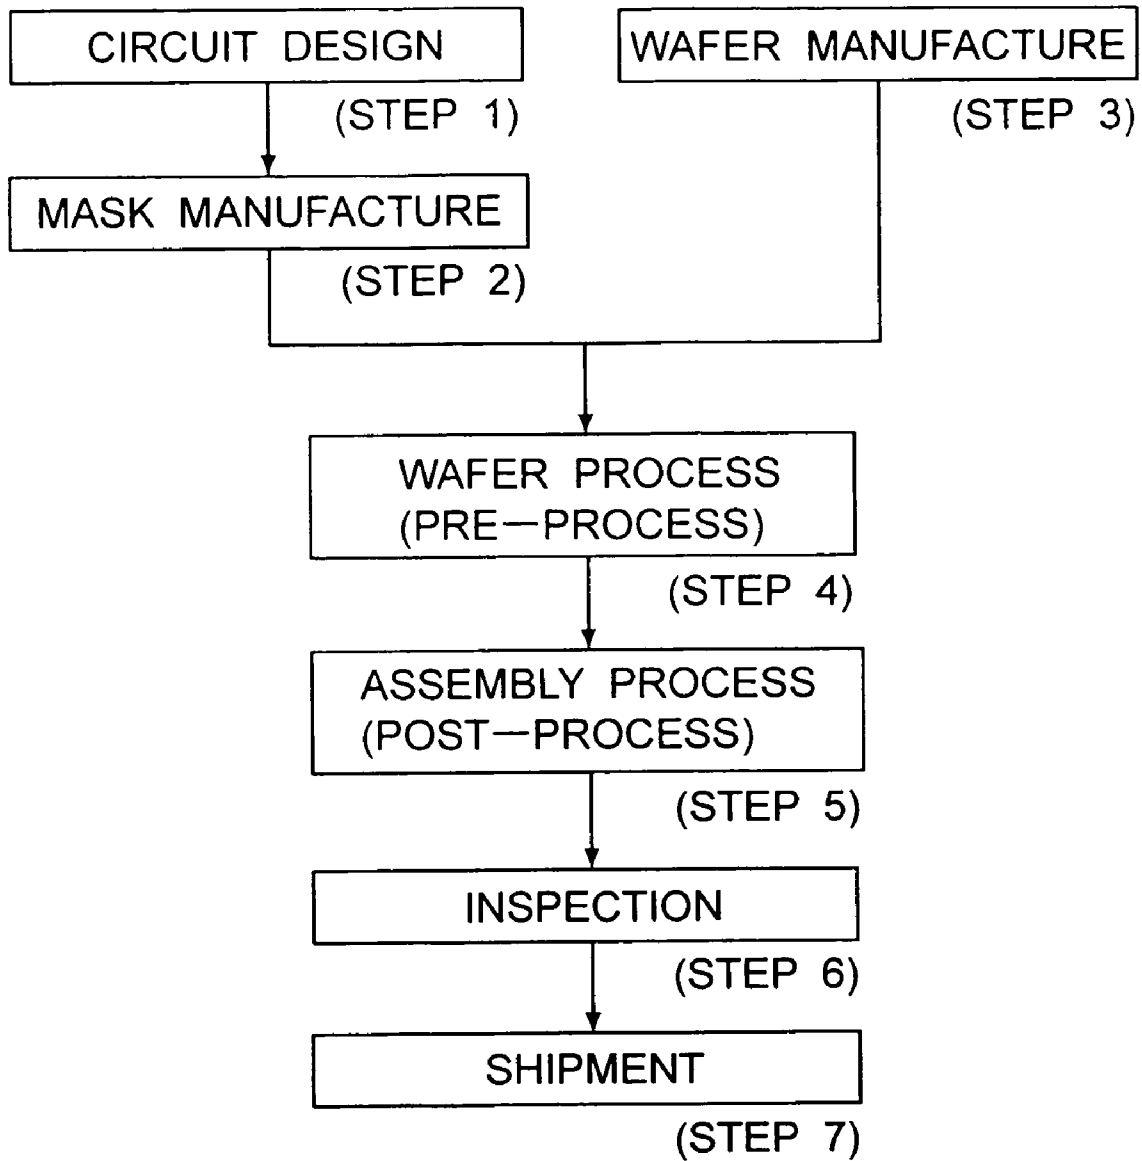 CIRCUIT DESIGN
(STEP 1)
WAFER MANUFACTURE
(STEP 3)
MASK MANUFACTURE
(STEP 2)
WAFER PROCESS
(PRE—PROCESS)
(STEP 4)
ASSEMBLY PROCESS
(POST—PROCESS)
(STEP 5)
INSPECTION
(STEP 6)
SHIPMENT
(STEP 7)